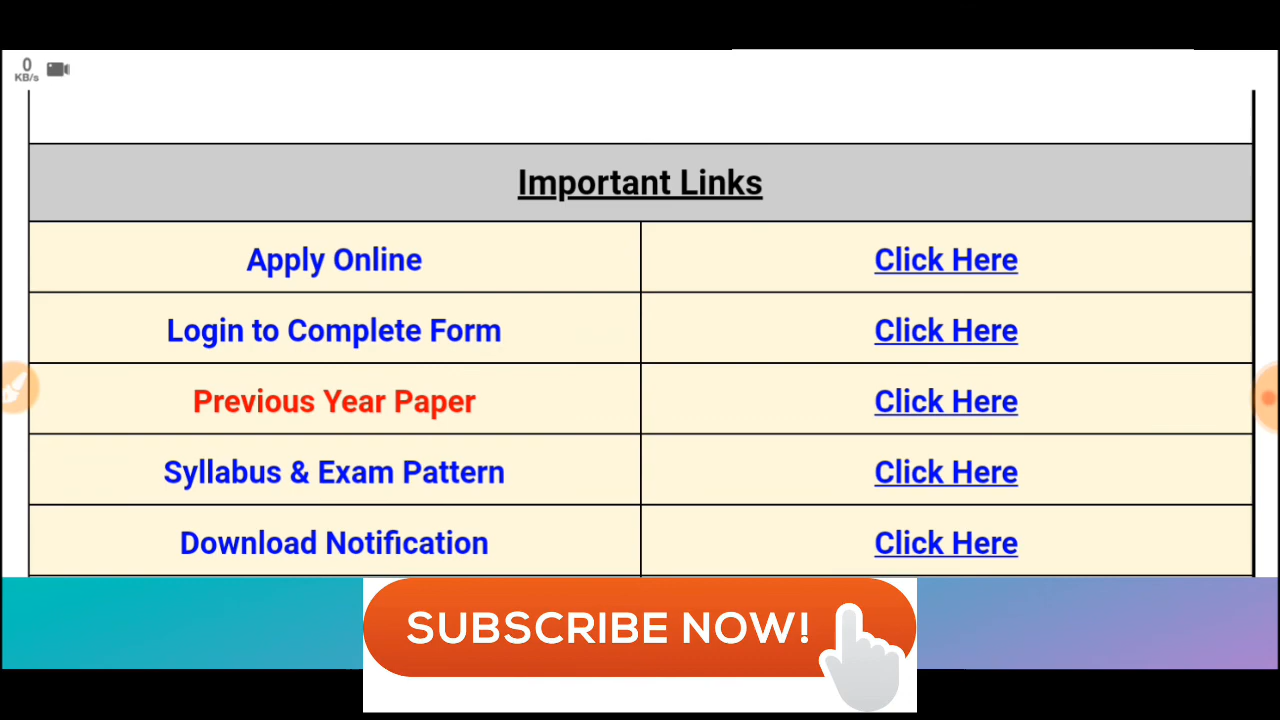 0
KB/s
Important Links
Apply Online Click Here
Login to Complete Form Click Here
Previous Year Paper Click Here
Syllabus & Exam Pattern Click Here
Download Notification Click Here
SUBSCRIBE NOW!